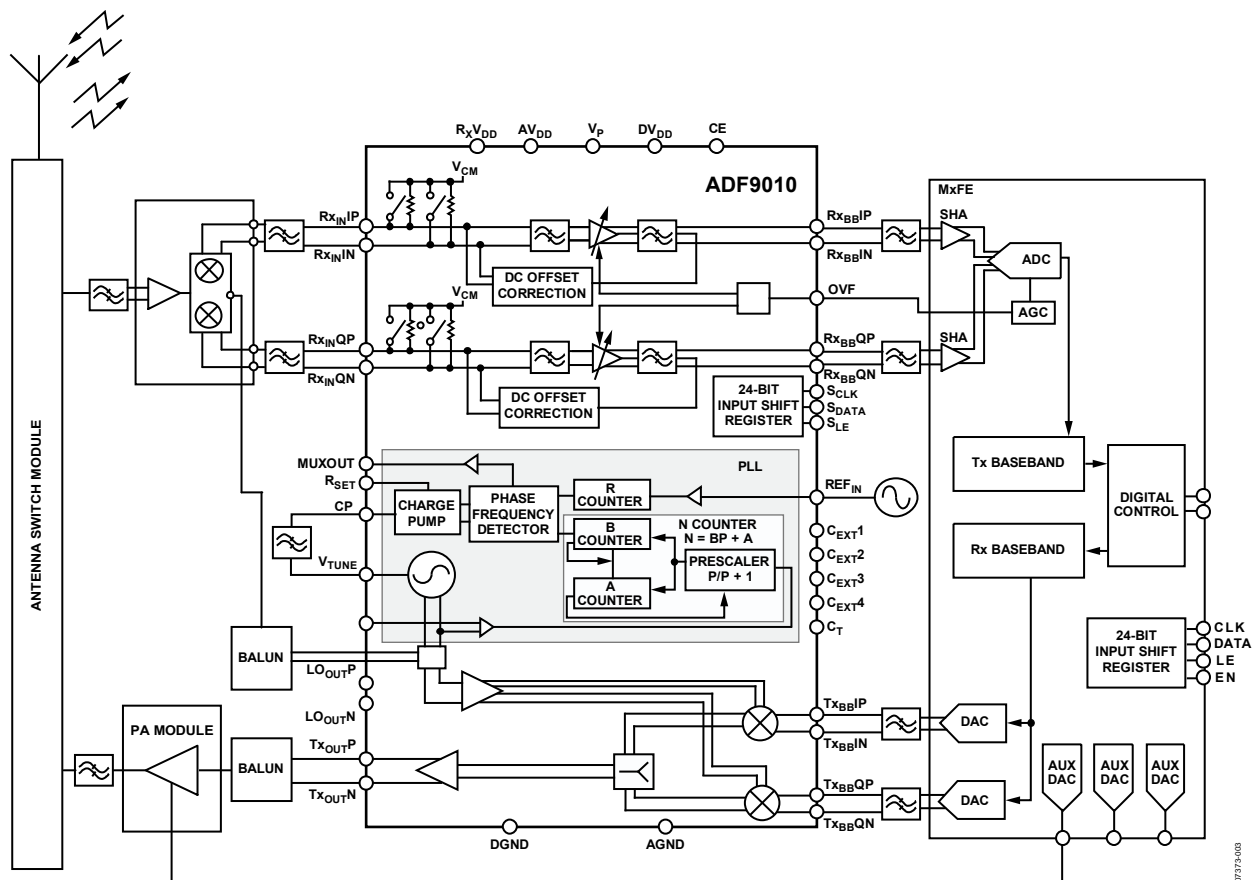 RXVDD
AVDD
VP
DVDD
CE
ADF9010
MxFE
VCM
RxINIP
RxININ
RxBBIP
RxBBIN
SHA
ADC
DC OFFSET
CORRECTION
OVF
AGC
VCM
RxINQP
RxINQN
RxBBQP
RxBBQN
SHA
DC OFFSET
CORRECTION
24-BIT
INPUT SHIFT
REGISTER
SCLK
SDATA
SLE
ANTENNA SWITCH MODULE
MUXOUT
RSET
CP
VTUNE
PLL
CHARGE
PUMP
PHASE
FREQUENCY
DETECTOR
R
COUNTER
REFIN
N COUNTER
N = BP + A
B
COUNTER
PRESCALER
P/P + 1
A
COUNTER
CEXT1
CEXT2
CEXT3
CEXT4
CT
Tx BASEBAND
Rx BASEBAND
DIGITAL
CONTROL
24-BIT
INPUT SHIFT
REGISTER
CLK
DATA
LE
EN
BALUN
LOOUTP
LOOUTN
PA MODULE
BALUN
TxOUTP
TxOUTN
TxBBIP
TxBBIN
DAC
TxBBQP
TxBBQN
DAC
AUX
DAC
AUX
DAC
AUX
DAC
DGND
AGND
07373-003